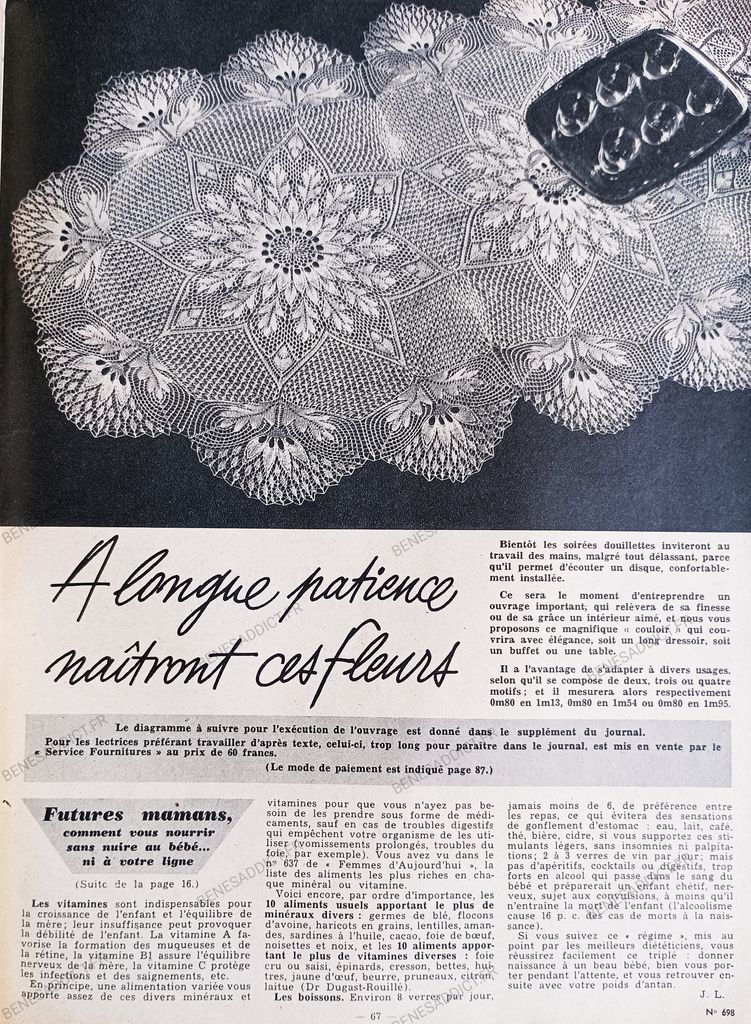 A longue patience
naîtront ces fleurs
Bientôt les soirées douillettes inviteront au
travail des mains, malgré tout délassant, parce
qu'il permet d'écouter un disque, confortable-
ment installée.
Ce sera le moment d'entreprendre un
ouvrage important, qui relèvera de sa finesse
ou de sa grâce un intérieur aimé, et nous vous
proposons ce magnifique « couloir » qui cou-
vrira avec élégance, soit un long dressoir, soit
un buffet ou une table.
Il a l'avantage de s'adapter à divers usages,
selon qu'il se compose de deux, trois ou quatre
motifs ; et il mesurera alors respectivement
0m80 en 1m13, 0m80 en 1m54 ou 0m80 en 1m95.
Le diagramme à suivre pour l'exécution de l'ouvrage est donné dans le supplément du journal.
Pour les lectrices préférant travailler d'après texte, celui-ci, trop long pour paraître dans le journal, est mis en vente par le
« Service Fournitures » au prix de 60 francs.
(Le mode de paiement est indiqué page 87.)
Futures mamans,
comment vous nourrir
sans nuire au bébé...
ni à votre ligne
(Suite de la page 16.)
Les vitamines sont indispensables pour
la croissance de l'enfant et l'équilibre de
la mère ; leur insuffisance peut provoquer
la débilité de l'enfant. La vitamine A fa-
vorise la formation des muqueuses et de
la rétine, la vitamine B1 assure l'équilibre
nerveux de la mère, la vitamine C protège
les infections et des saignements, etc.
En principe, une alimentation variée vous
apporte assez de ces divers minéraux et
vitamines pour que vous n'ayez pas be-
soin de les prendre sous forme de médi-
caments, sauf en cas de troubles digestifs
qui empêchent votre organisme de les uti-
liser (vomissements prolongés, troubles du
foie, par exemple). Vous avez vu dans le
n° 637 de « Femmes d'Aujourd'hui », la
liste des aliments les plus riches en cha-
que minéral ou vitamine.
Voici encore, par ordre d'importance, les
10 aliments usuels apportant le plus de
minéraux divers : germes de blé, flocons
d'avoine, haricots en grains, lentilles, aman-
des, sardines à l'huile, cacao, foie de bœuf,
noisettes et noix, et les 10 aliments appor-
tant le plus de vitamines diverses : foie
cru ou saisi, épinards, cresson, bettes, huî-
tres, jaune d'œuf, beurre, pruneaux, citron,
laitue (Dr Dugast-Rouillé).
Les boissons. Environ 8 verres par jour,
jamais moins de 6, de préférence entre
les repas, ce qui évitera des sensations
de gonflement d'estomac : eau, lait, café,
thé, bière, cidre, si vous supportez ces sti-
mulants légers, sans insomnies ni palpita-
tions ; 2 à 3 verres de vin par jour ; mais
pas d'apéritifs, cocktails ou digestifs, trop
forts en alcool qui passe dans le sang du
bébé et préparerait un enfant chétif, ner-
veux, sujet aux convulsions, à moins qu'il
n'entraîne la mort de l'enfant (l'alcoolisme
cause 16 p. c. des cas de morts à la nais-
sance).
Si vous suivez ce « régime », mis au
point par les meilleurs diététiciens, vous
réussirez facilement ce triplé : donner
naissance à un beau bébé, bien vous por-
ter pendant l'attente, et vous retrouver en-
suite avec votre poids d'antan.
J. L.
— 67 —
N° 698
BENESADDICT.FR